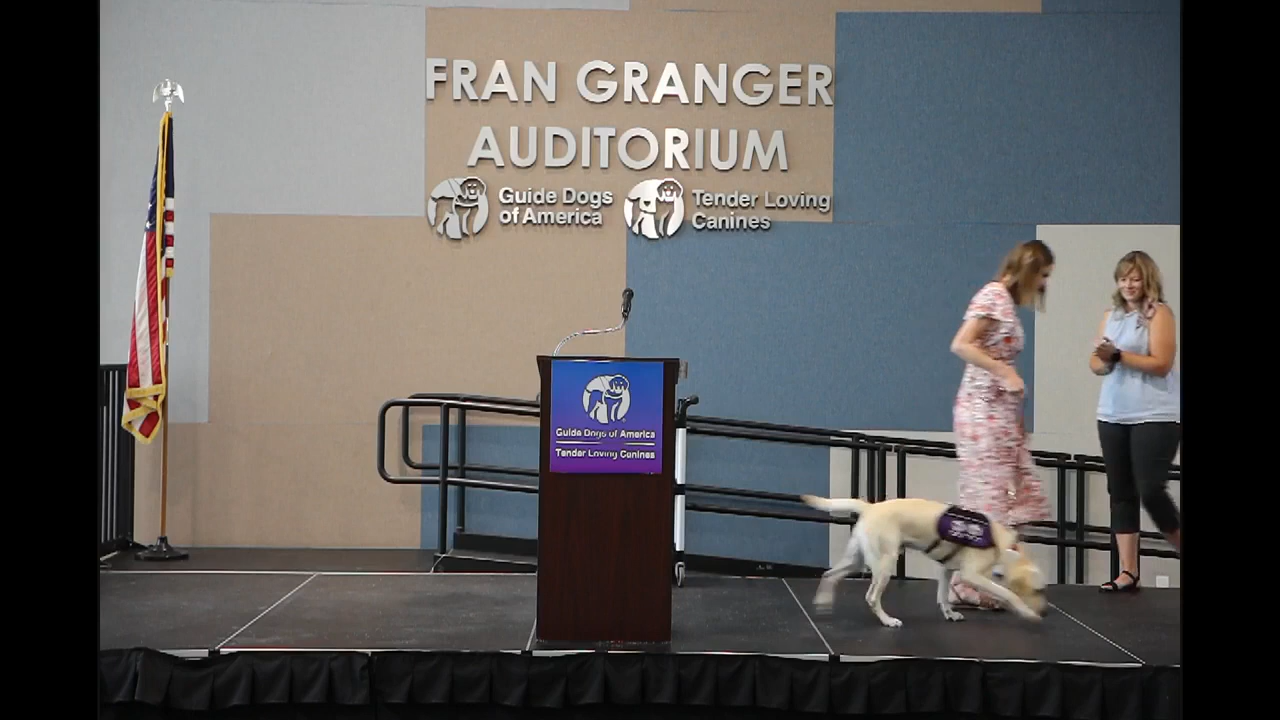 FRAN GRANGER
AUDITORIUM
Guide Dogs
of America
Tender Loving
Canines
Guide Dogs of America
Tender Loving Canines